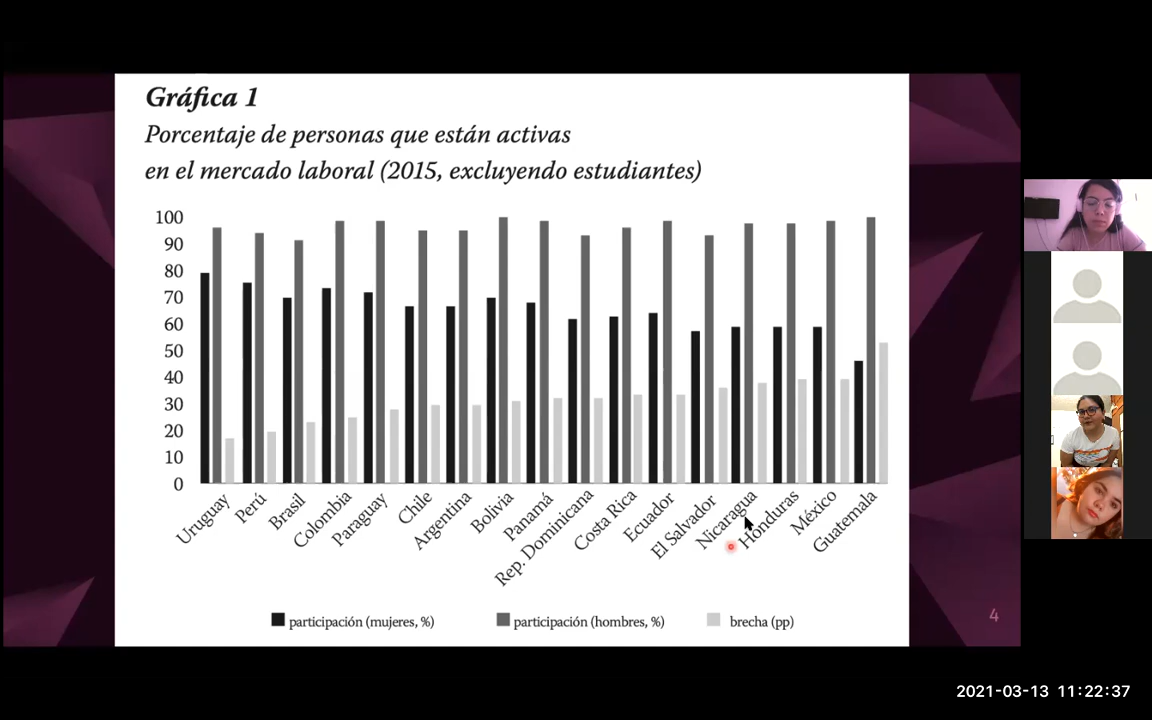 Gráfica 1
Porcentaje de personas que están activas
en el mercado laboral (2015, excluyendo estudiantes)
100
90
80
70
60
50
40
30
20
10
0
Uruguay
Perú
Brasil
Colombia
Paraguay
Chile
Argentina
Bolivia
Panamá
Rep. Dominicana
Costa Rica
Ecuador
El Salvador
Nicaragua
Honduras
México
Guatemala
participación (mujeres, %)
participación (hombres, %)
brecha (pp)
4
2021-03-13 11:22:37